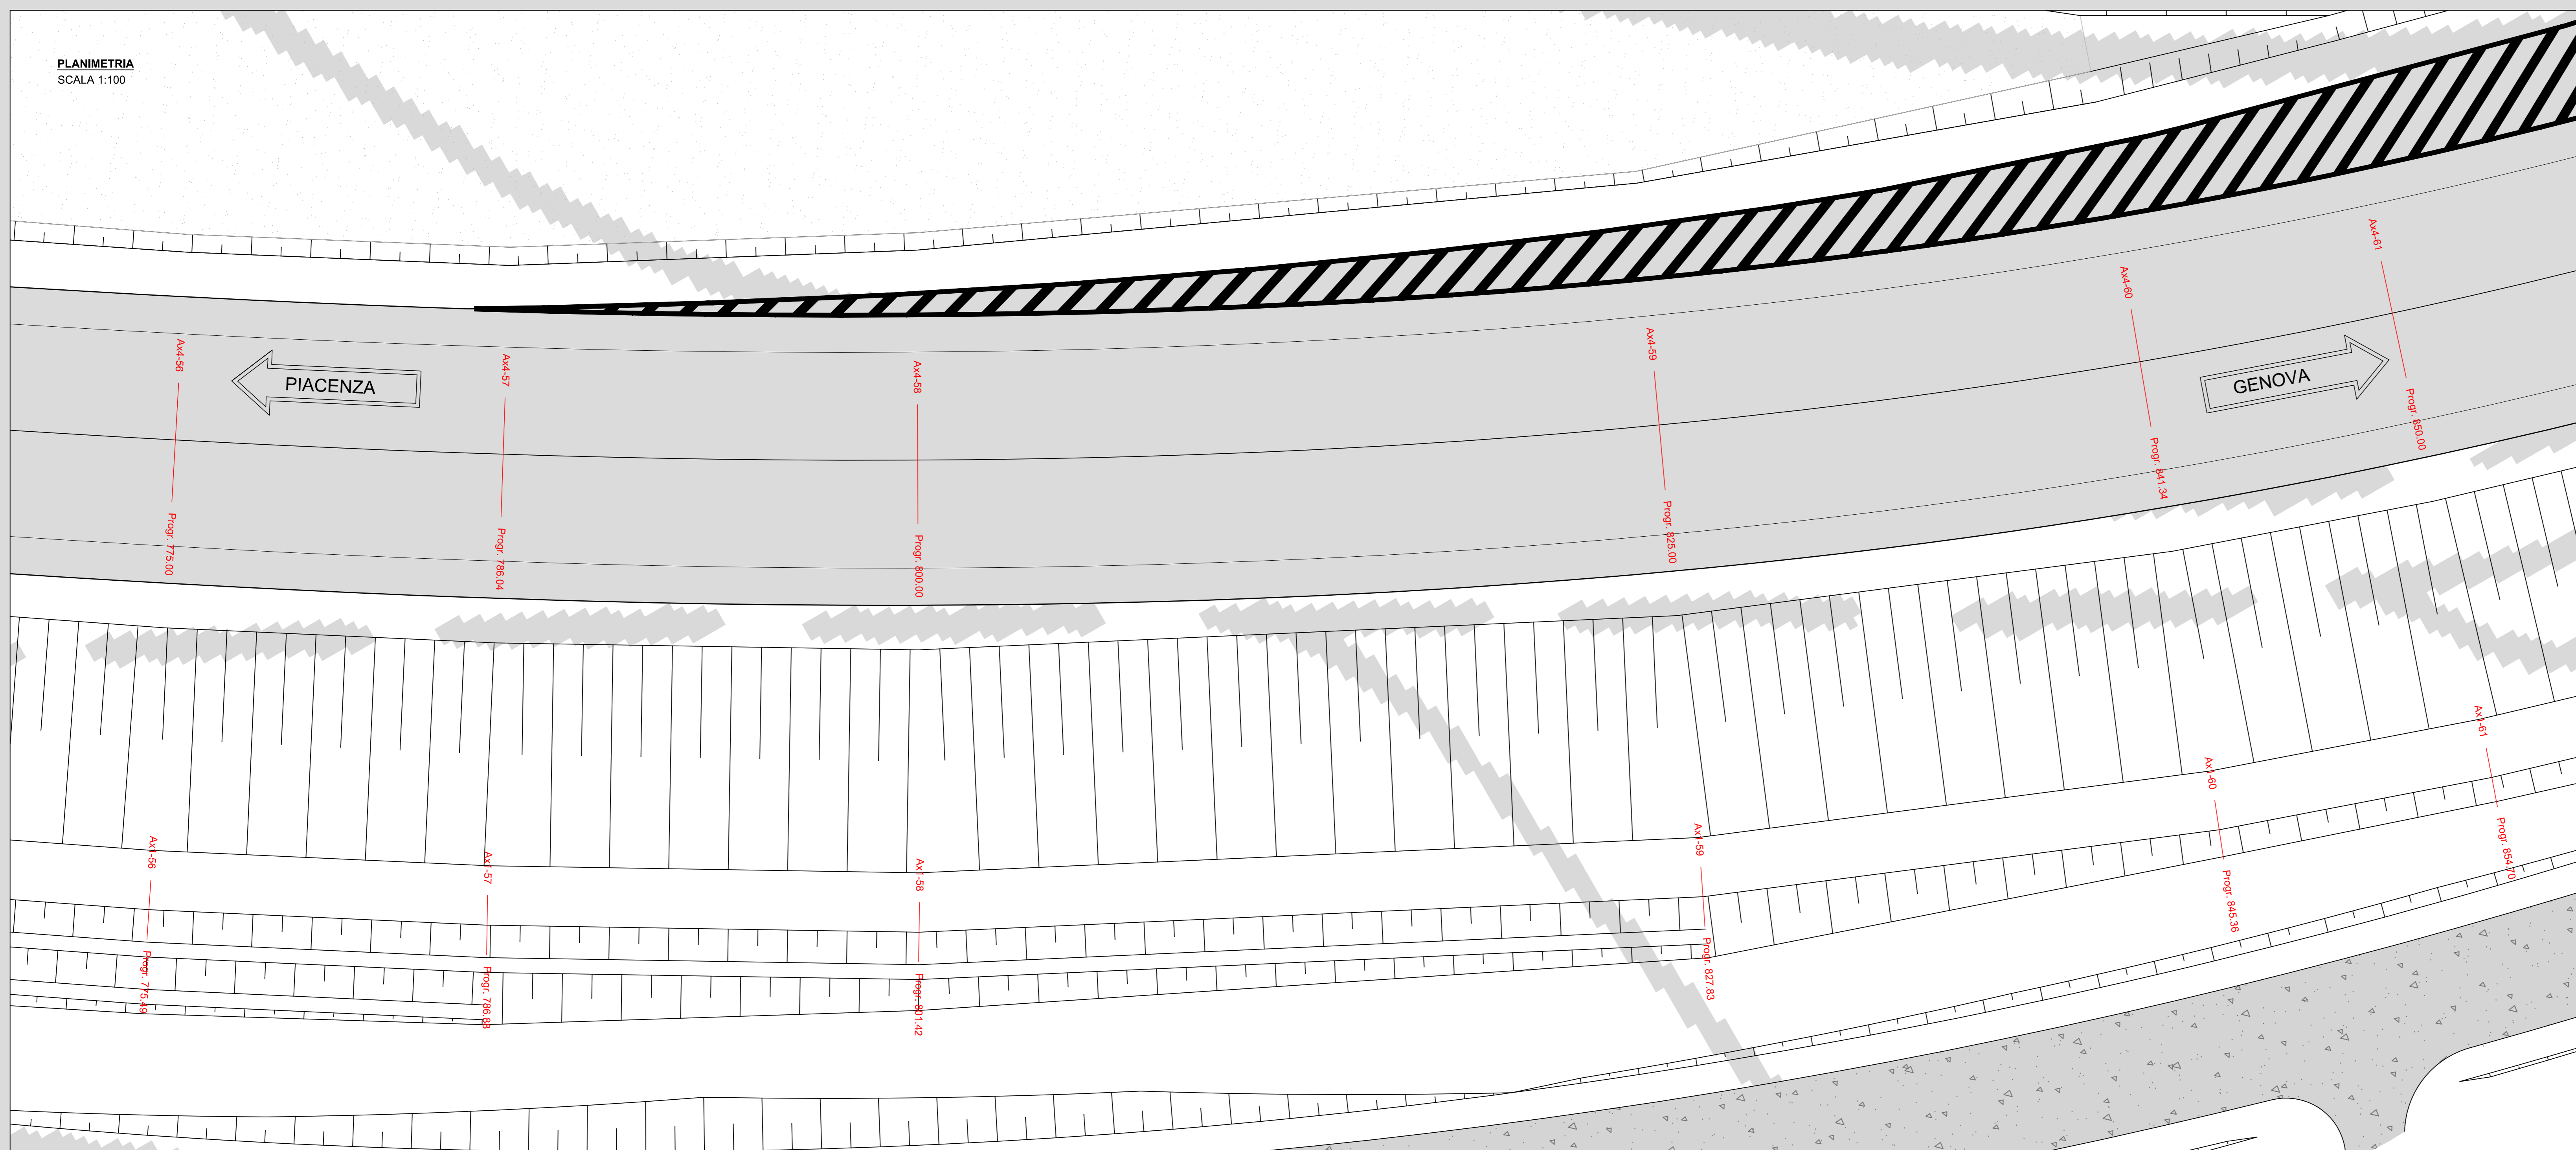 PLANIMETRIA
SCALA 1:100
Ax4-56
Progr. 775.00
PIACENZA
Ax4-57
Progr. 786.04
Ax4-58
Progr. 800.00
Ax4-59
Progr. 825.00
Ax4-60
Progr. 841.34
GENOVA
Ax4-61
Progr. 850.00
Ax1-56
Progr. 775.49
Ax1-57
Progr. 786.88
Ax1-58
Progr. 801.42
Ax1-59
Progr. 827.83
Ax1-60
Progr. 845.36
Ax1-61
Progr. 854.70